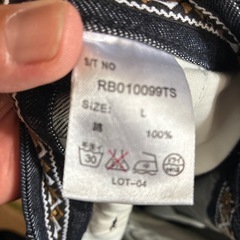 S/T NO
RB010099TS
SIZE: L
綿 100%
30
LOT-04